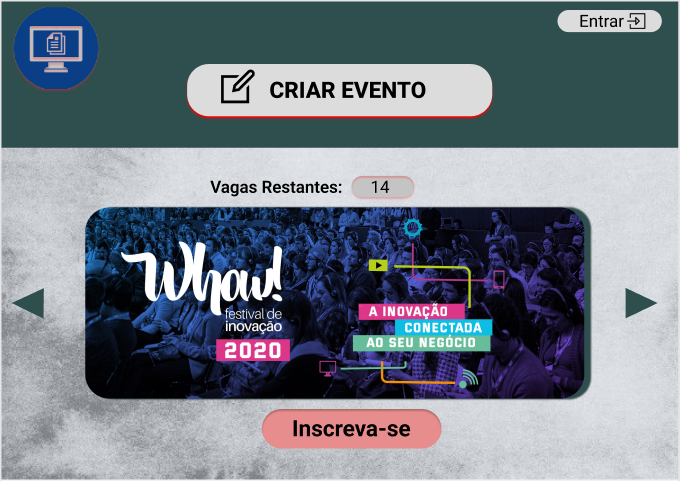 Entrar
CRIAR EVENTO
Vagas Restantes: 14
Whow!
festival de
inovação
2020
A INOVAÇÃO
CONECTADA
AO SEU NEGÓCIO
Inscreva-se